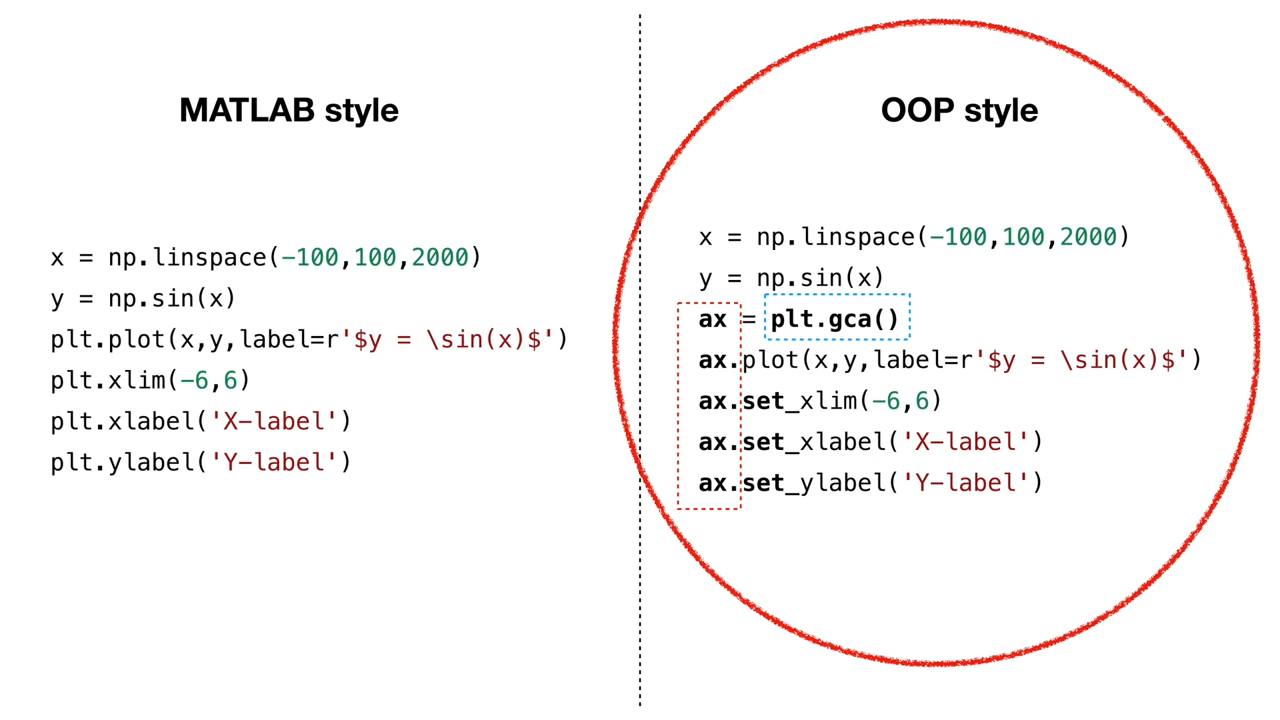 MATLAB style
x = np.linspace(-100,100,2000)
y = np.sin(x)
plt.plot(x,y,label=r'$y = \sin(x)$')
plt.xlim(-6,6)
plt.xlabel('X-label')
plt.ylabel('Y-label')
OOP style
x = np.linspace(-100,100,2000)
y = np.sin(x)
ax = plt.gca()
ax.plot(x,y,label=r'$y = \sin(x)$')
ax.set_xlim(-6,6)
ax.set_xlabel('X-label')
ax.set_ylabel('Y-label')